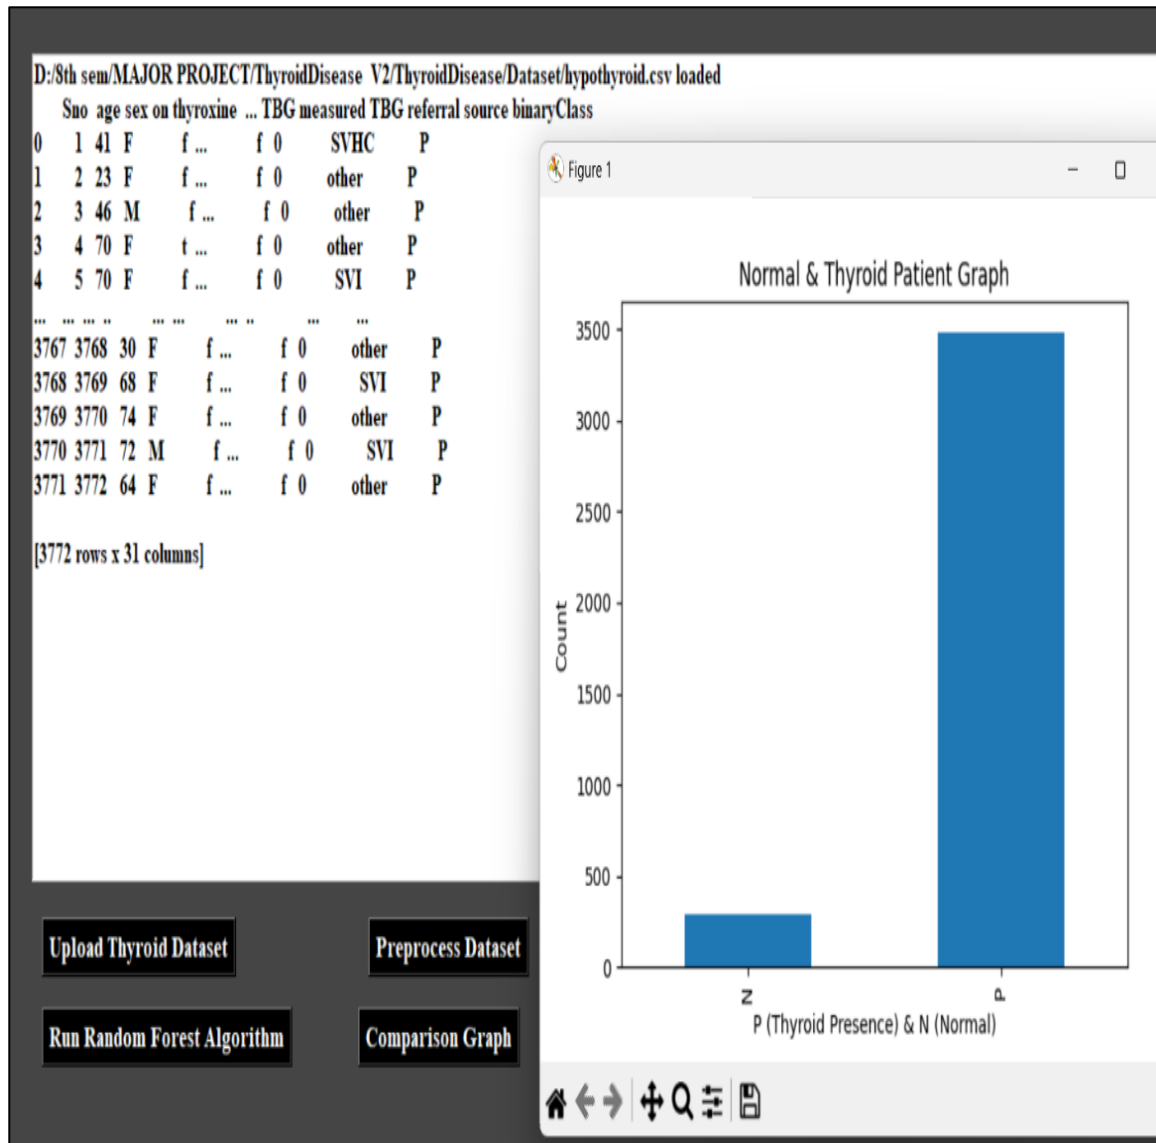 D:/8th sem/MAJOR PROJECT/ThyroidDisease V2/ThyroidDisease/Dataset/hypothyroid.csv loaded
Sno age sex on thyroxine ... TBG measured TBG referral source binaryClass
0 1 41 F f ... f 0 SVHC P
1 2 23 F f ... f 0 other P
2 3 46 M f ... f 0 other P
3 4 70 F t ... f 0 other P
4 5 70 F f ... f 0 SVI P
... ... ... .. ... ... ... .. ... ...
3767 3768 30 F f ... f 0 other P
3768 3769 68 F f ... f 0 SVI P
3769 3770 74 F f ... f 0 other P
3770 3771 72 M f ... f 0 SVI P
3771 3772 64 F f ... f 0 other P
[3772 rows x 31 columns]
Upload Thyroid Dataset
Preprocess Dataset
Run Random Forest Algorithm
Comparison Graph
Figure 1
Normal & Thyroid Patient Graph
3500
3000
2500
2000
1500
1000
500
0
Count
N
P
P (Thyroid Presence) & N (Normal)